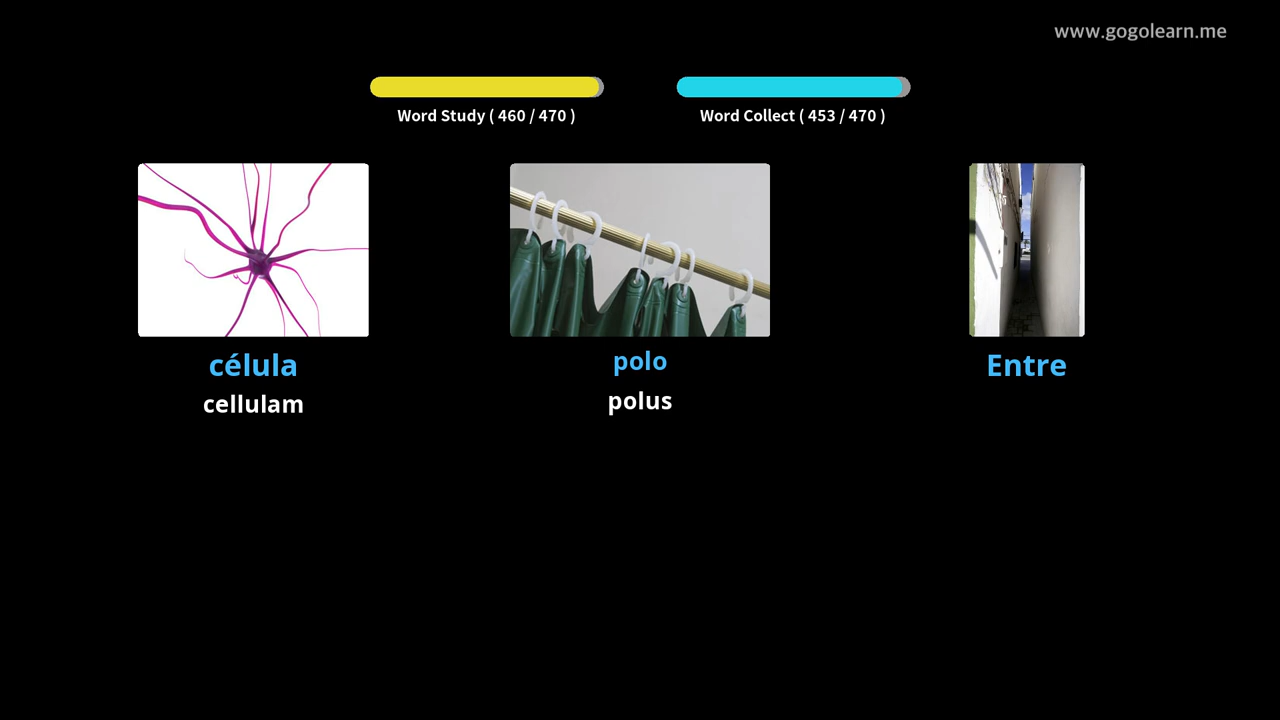 www.gogolearn.me
Word Study ( 460 / 470 )
Word Collect ( 453 / 470 )
célula
polo
Entre
cellulam
polus